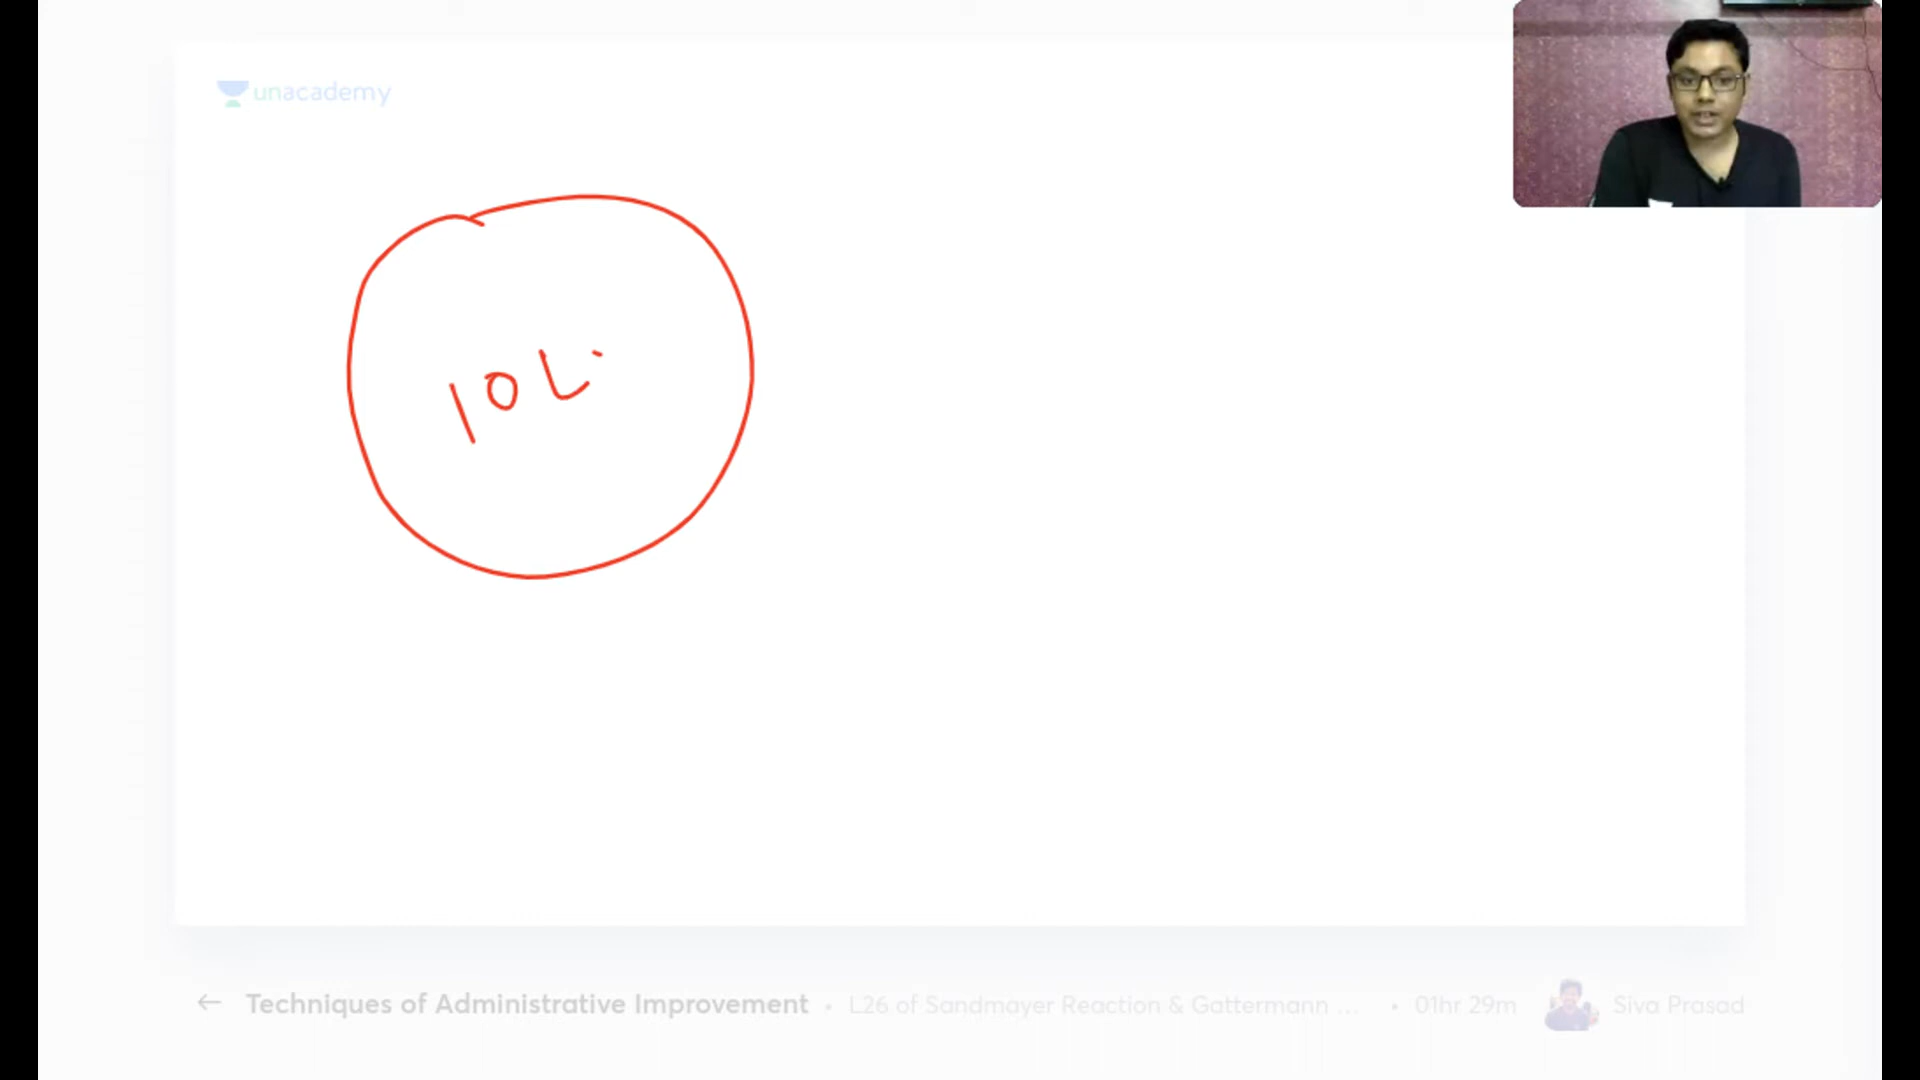 unacademy
10L.
Techniques of Administrative Improvement • L26 of Sandmayer Reaction & Gattermann ... • 01hr 29m Siva Prasad